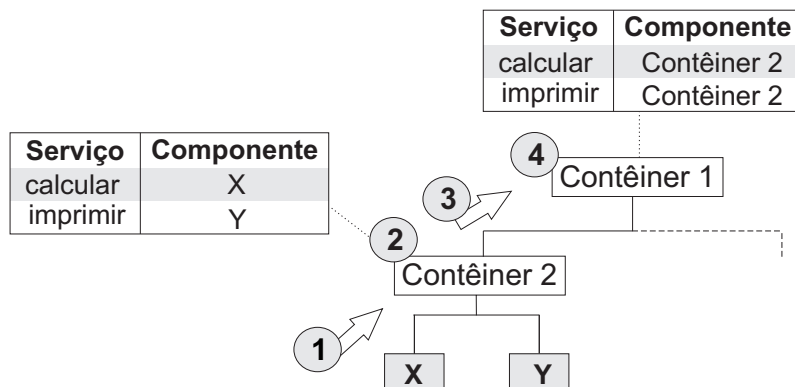 Serviço Componente
calcular Contêiner 2
imprimir Contêiner 2
Serviço Componente
calcular X
imprimir Y
4
Contêiner 1
3
2
Contêiner 2
1
X Y